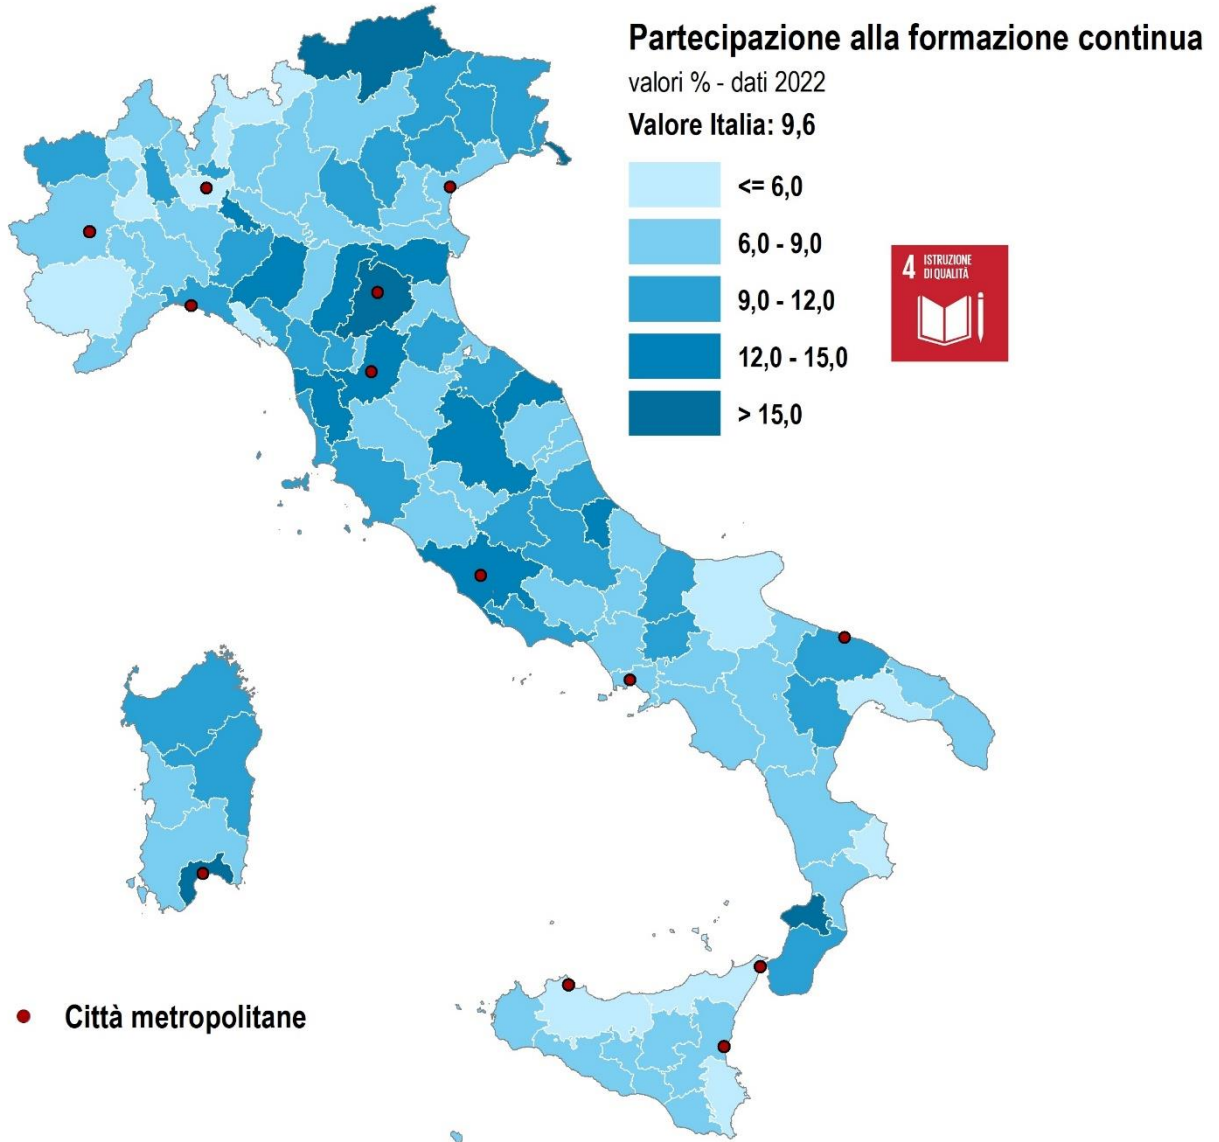 Partecipazione alla formazione continua
valori % - dati 2022
Valore Italia: 9,6
<= 6,0
6,0 - 9,0
9,0 - 12,0
12,0 - 15,0
> 15,0
4 ISTRUZIONE
DI QUALITÀ
Città metropolitane